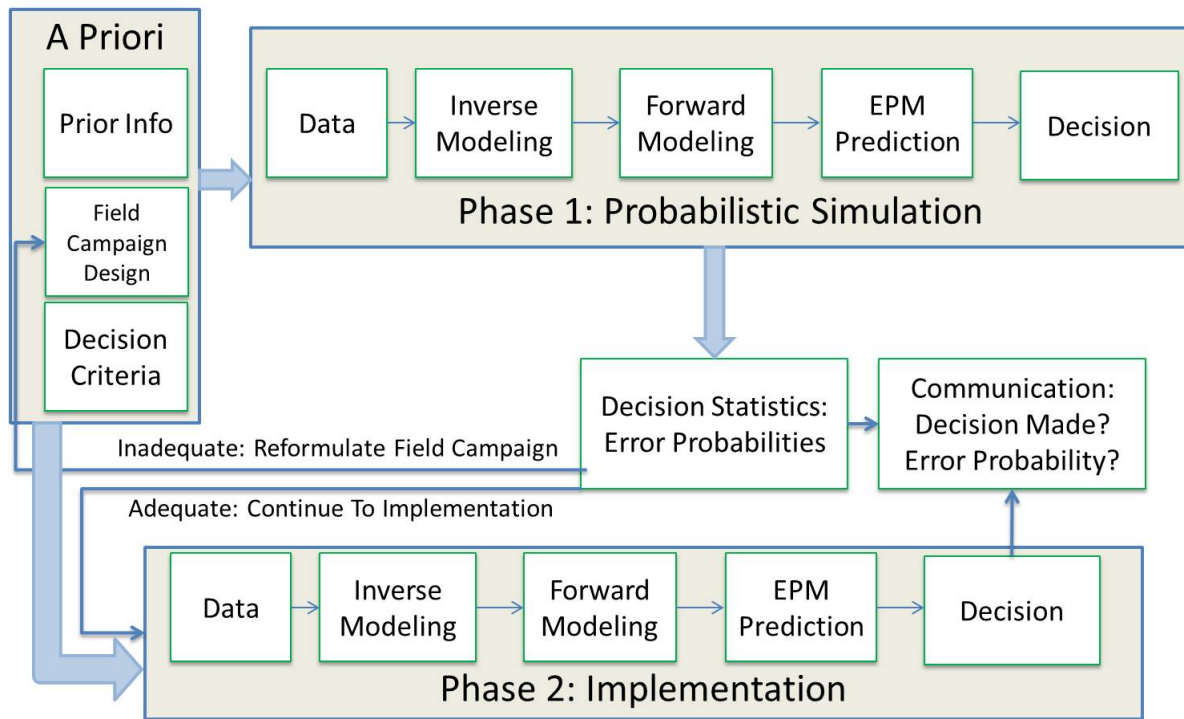 A Priori
Prior Info
Field
Campaign
Design
Decision
Criteria
Data
Inverse
Modeling
Forward
Modeling
EPM
Prediction
Decision
Phase 1: Probabilistic Simulation
Decision Statistics:
Error Probabilities
Communication:
Decision Made?
Error Probability?
Inadequate: Reformulate Field Campaign
Adequate: Continue To Implementation
Data
Inverse
Modeling
Forward
Modeling
EPM
Prediction
Decision
Phase 2: Implementation